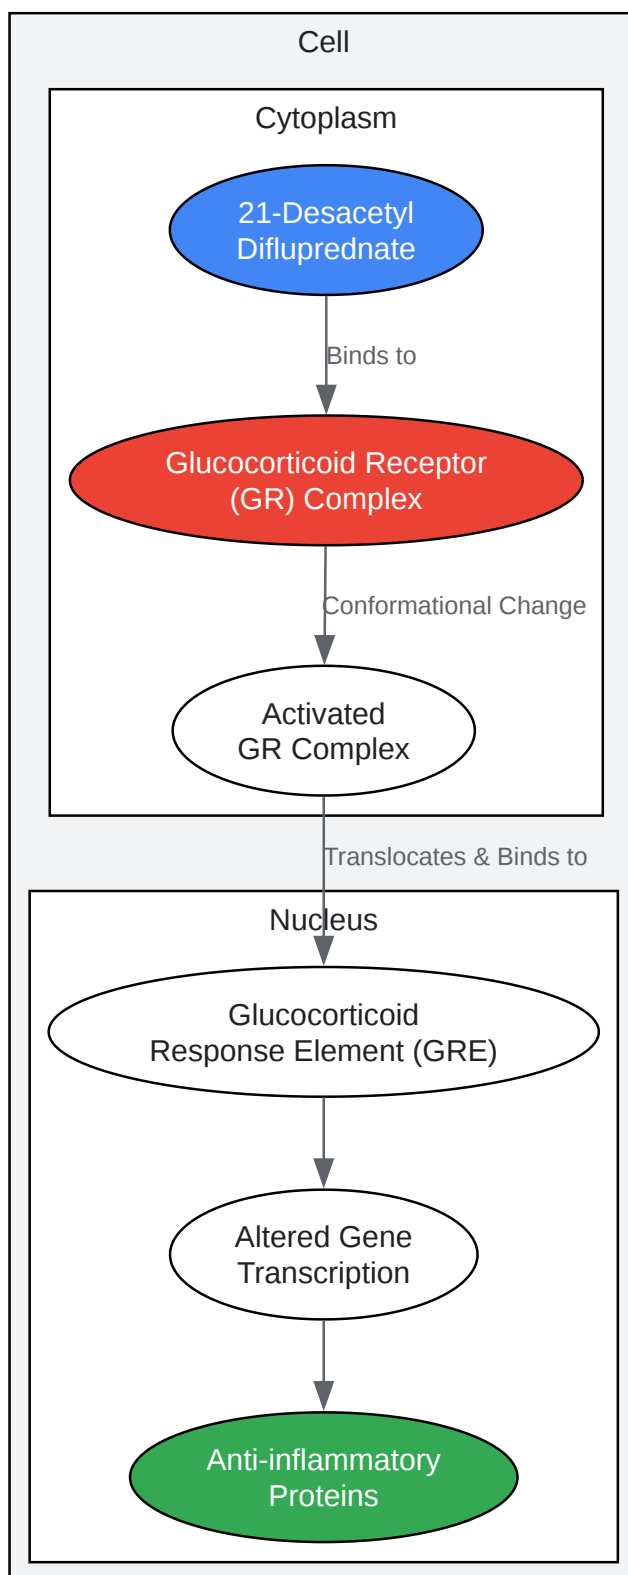 Cell
Cytoplasm
21-Desacetyl
Difluprednate
Binds to
Glucocorticoid Receptor
(GR) Complex
Conformational Change
Activated
GR Complex
Translocates & Binds to
Nucleus
Glucocorticoid
Response Element (GRE)
Altered Gene
Transcription
Anti-inflammatory
Proteins